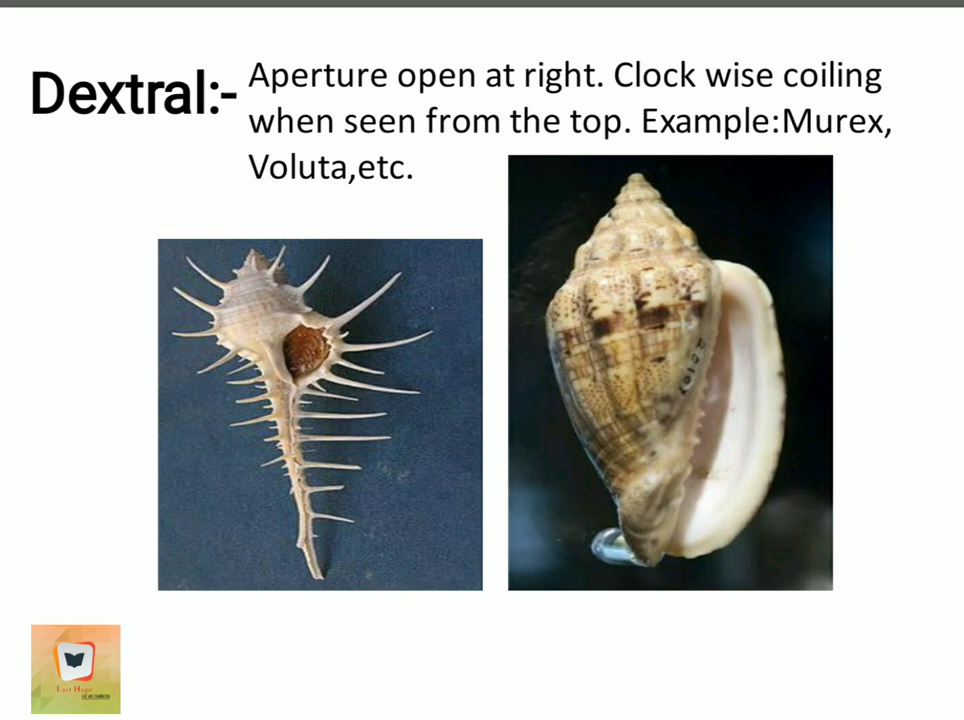 Dextral:- Aperture open at right. Clock wise coiling
when seen from the top. Example:Murex,
Voluta,etc.
Last Hope